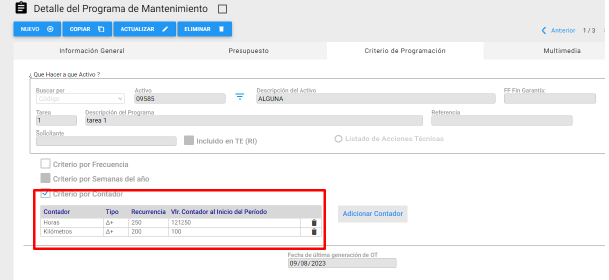 Detalle del Programa de Mantenimiento
NUEVO COPIAR ACTUALIZAR ELIMINAR
Anterior 1 / 3
Información General Presupuesto Criterio de Programación Multimedia
¿ Que Hacer a que Activo ?
Buscar por Activo Descripción del Activo FF Fin Garantía:
Código 09585 ALGUNA
Tarea Descripción del Programa Referencia
1 tarea 1
Solicitante
Incluido en TE (RI) Listado de Acciones Técnicas
Criterio por Frecuencia
Criterio por Semanas del año
Criterio por Contador
Contador Tipo Recurrencia Vlr. Contador al Inicio del Período
Adicionar Contador
Horas Δ+ 250 121250
Kilómetros Δ+ 200 100
Fecha de última generación de OT
09/08/2023